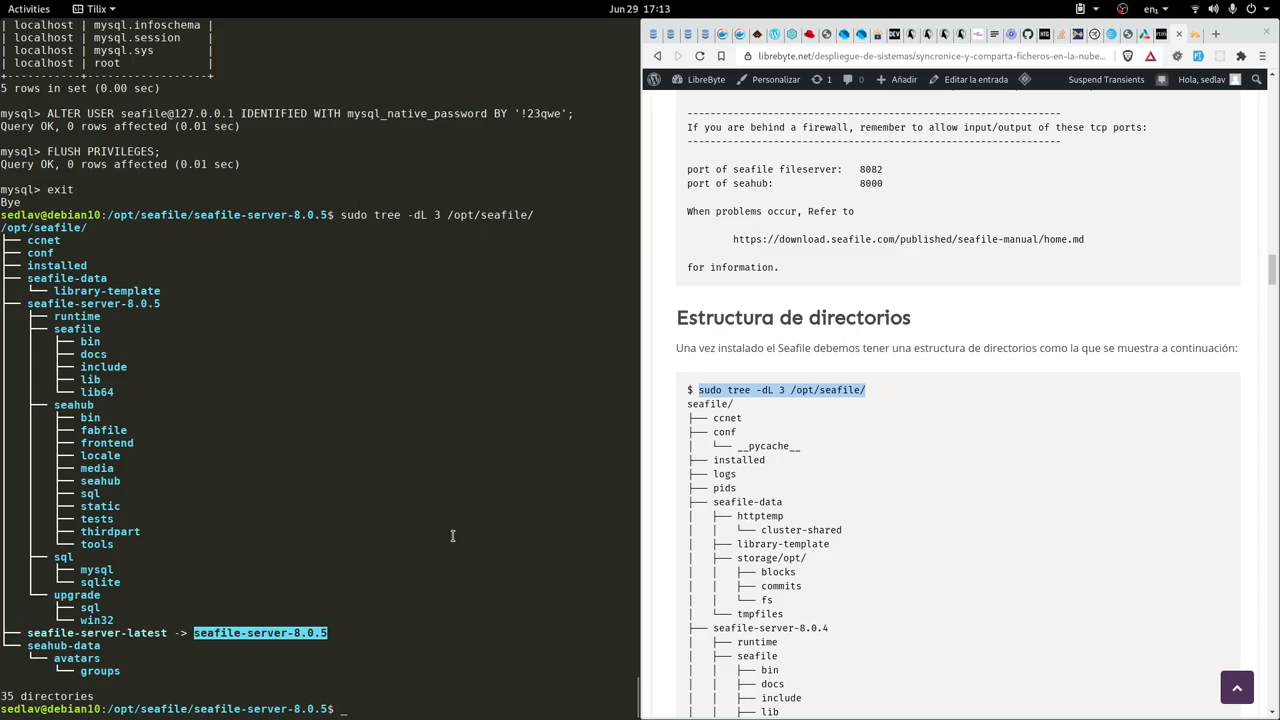 Activities
Tilix
Jun 29 17:13
en₁
| localhost | mysql.infoschema |
| localhost | mysql.session    |
| localhost | mysql.sys        |
| localhost | root             |
+-----------+------------------+
5 rows in set (0.00 sec)
mysql> ALTER USER seafile@127.0.0.1 IDENTIFIED WITH mysql_native_password BY '!23qwe';
Query OK, 0 rows affected (0.01 sec)
mysql> FLUSH PRIVILEGES;
Query OK, 0 rows affected (0.01 sec)
mysql> exit
Bye
sedlav@debian10:/opt/seafile/seafile-server-8.0.5$ sudo tree -dL 3 /opt/seafile/
/opt/seafile/
├── ccnet
├── conf
├── installed
├── seafile-data
│   └── library-template
├── seafile-server-8.0.5
│   ├── runtime
│   ├── seafile
│   │   ├── bin
│   │   ├── docs
│   │   ├── include
│   │   ├── lib
│   │   └── lib64
│   ├── seahub
│   │   ├── bin
│   │   ├── fabfile
│   │   ├── frontend
│   │   ├── locale
│   │   ├── media
│   │   ├── seahub
│   │   ├── sql
│   │   ├── static
│   │   ├── tests
│   │   ├── thirdpart
│   │   └── tools
│   ├── sql
│   │   ├── mysql
│   │   └── sqlite
│   └── upgrade
│       ├── sql
│       └── win32
├── seafile-server-latest -> seafile-server-8.0.5
└── seahub-data
    └── avatars
        └── groups
35 directories
sedlav@debian10:/opt/seafile/seafile-server-8.0.5$ _
librebyte.net/despliegue-de-sistemas/syncronice-y-comparta-ficheros-en-la-nube...
LibreByte
Personalizar
1
0
Añadir
Editar la entrada
Suspend Transients
Hola, sedlav
-----------------------------------------------------------------
If you are behind a firewall, remember to allow input/output of these tcp ports:
-----------------------------------------------------------------
port of seafile fileserver:   8082
port of seahub:               8000
When problems occur, Refer to
https://download.seafile.com/published/seafile-manual/home.md
for information.
Estructura de directorios
Una vez instalado el Seafile debemos tener una estructura de directorios como la que se muestra a continuación:
$ sudo tree -dL 3 /opt/seafile/
seafile/
├── ccnet
├── conf
│   └── __pycache__
├── installed
├── logs
├── pids
├── seafile-data
│   ├── httptemp
│   │   └── cluster-shared
│   ├── library-template
│   ├── storage/opt/
│   │   ├── blocks
│   │   ├── commits
│   │   └── fs
│   └── tmpfiles
├── seafile-server-8.0.4
│   ├── runtime
│   ├── seafile
│   │   ├── bin
│   │   ├── docs
│   │   ├── include
│   │   ├── lib